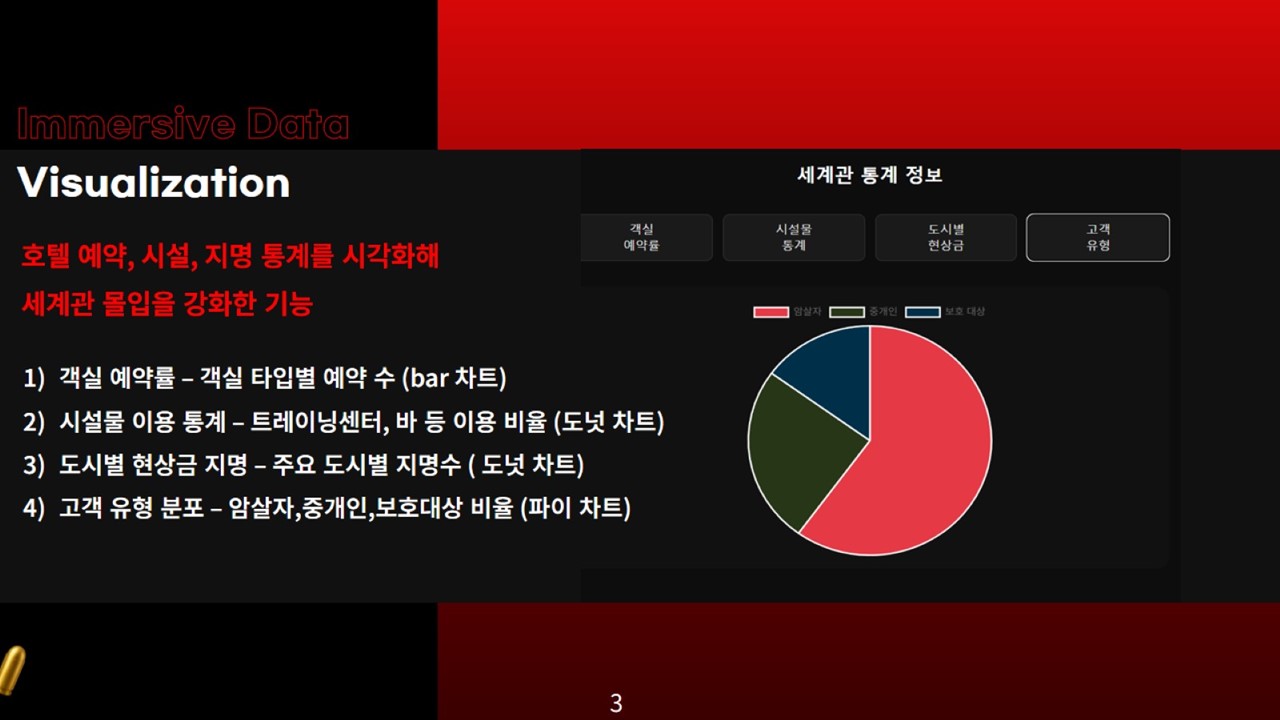 Immersive Data
Visualization
호텔 예약, 시설, 지명 통계를 시각화해
세계관 몰입을 강화한 기능
1) 객실 예약률 – 객실 타입별 예약 수 (bar 차트)
2) 시설물 이용 통계 – 트레이닝센터, 바 등 이용 비율 (도넛 차트)
3) 도시별 현상금 지명 – 주요 도시별 지명수 ( 도넛 차트)
4) 고객 유형 분포 – 암살자,중개인,보호대상 비율 (파이 차트)
세계관 통계 정보
객실
예약률
시설물
통계
도시별
현상금
고객
유형
암살자 중개인 보호 대상
3